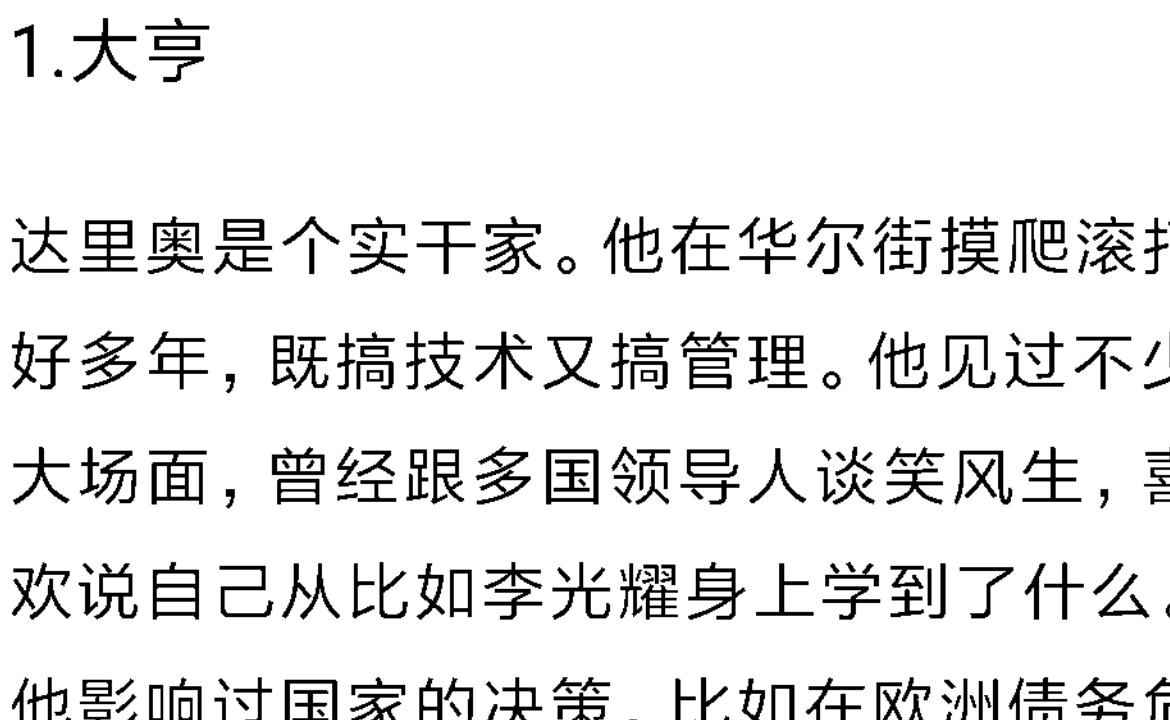 1.大亨
达里奥是个实干家。他在华尔街摸爬滚打
好多年，既搞技术又搞管理。他见过不少
大场面，曾经跟多国领导人谈笑风生，喜
欢说自己从比如李光耀身上学到了什么。
他影响过国家的决策，比如在欧洲债务危